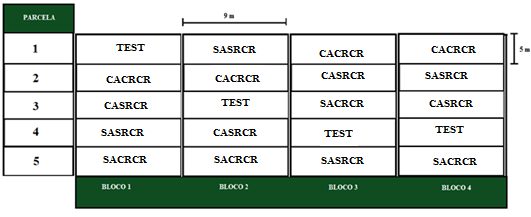 PARCELA 9 m
1 TEST SASRCR CACRCR CACRCR 5 m
2 CACRCR CACRCR CASRCR SASRCR
3 CASRCR TEST SACRCR CASRCR
4 SASRCR CASRCR TEST TEST
5 SACRCR SACRCR SASRCR SACRCR
BLOCO 1 BLOCO 2 BLOCO 3 BLOCO 4